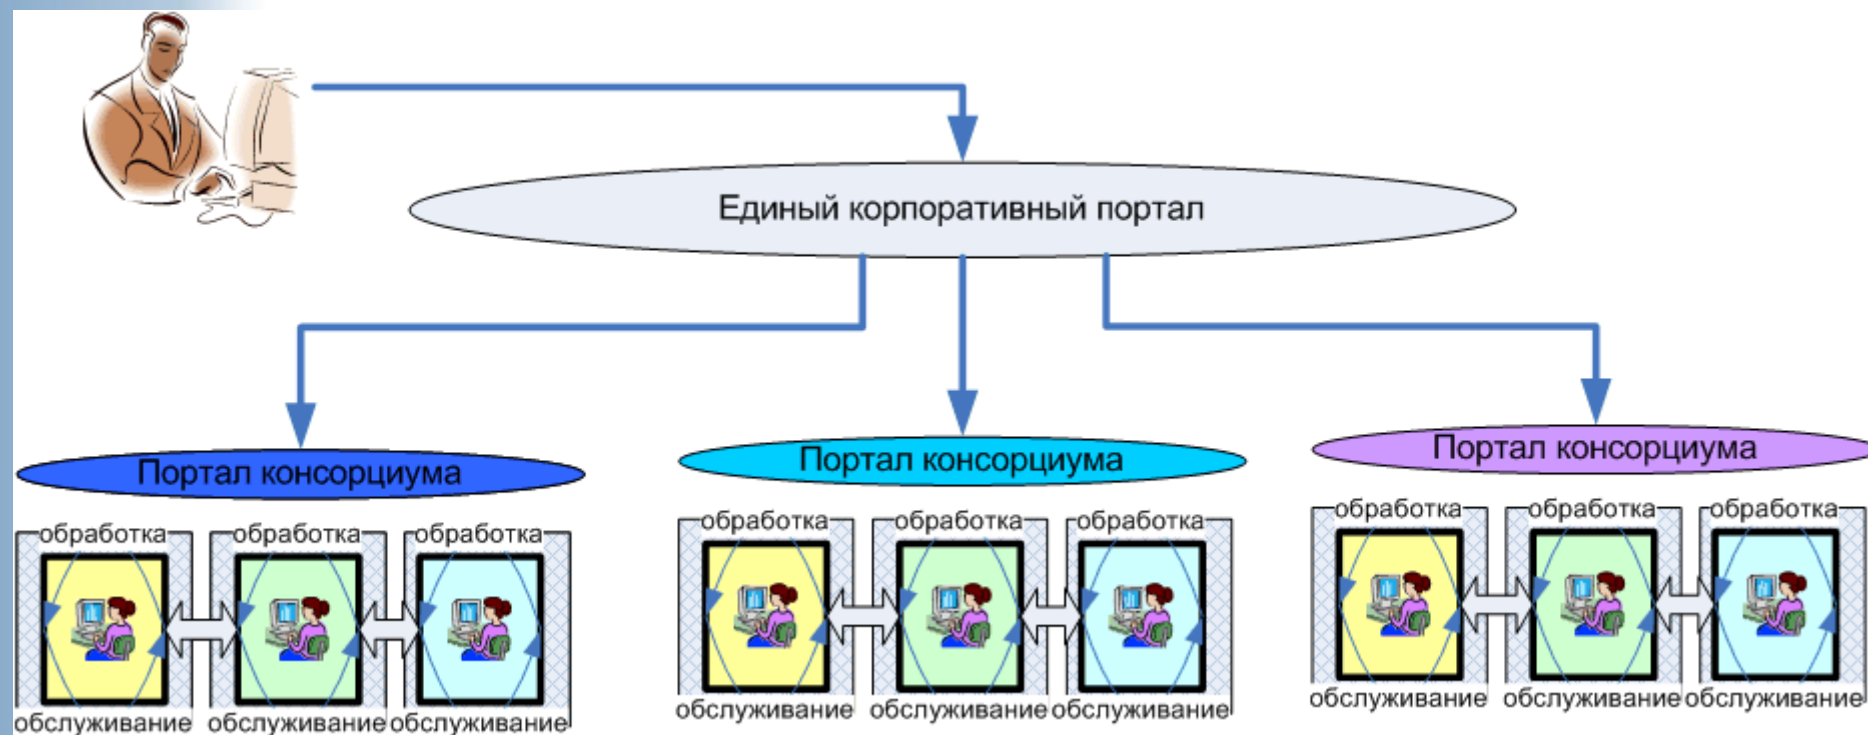 Единый корпоративный портал
Портал консорциума
Портал консорциума
Портал консорциума
обработка обработка обработка
обработка обработка обработка
обработка обработка обработка
обслуживание обслуживание обслуживание
обслуживание обслуживание обслуживание
обслуживание обслуживание обслуживание